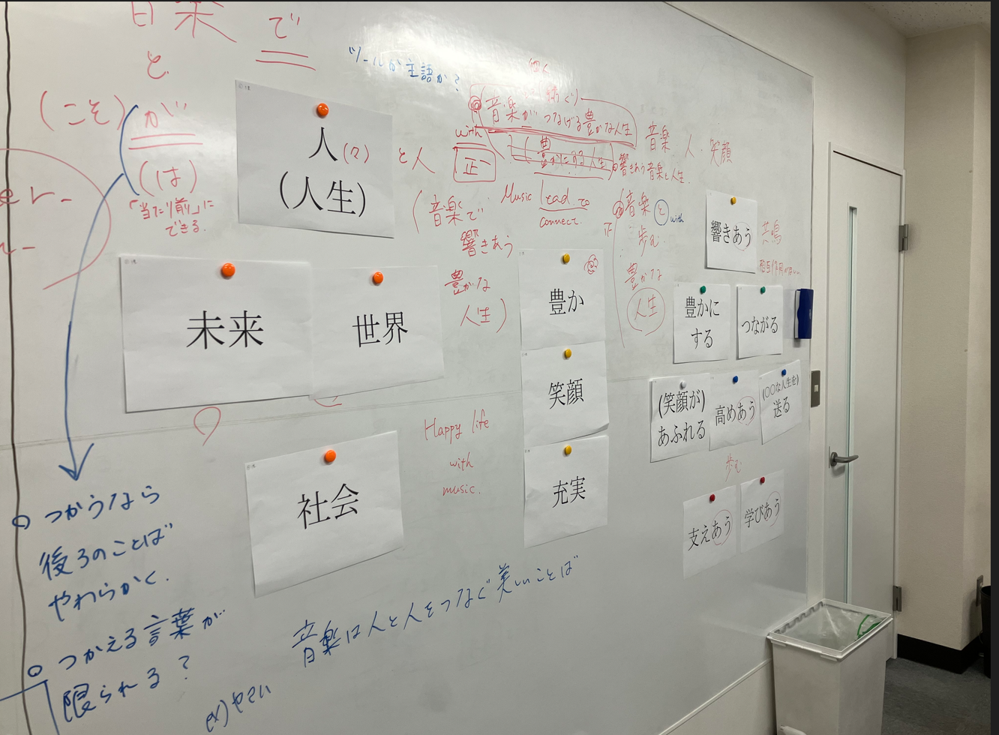 音楽で
と
ツールが主語か?
(こそ)
が
(は)
「当たり前」に
できる.
人(々)
(人生)
と人
with
音楽がつなげる豊かな人生
豊かにする人生
響きあう音楽と人生.
音楽 人・笑顔
Music lead to
connect.
(音楽で
響きあう
豊かな
人生)
音楽と with
歩む
豊かな
人生
響きあう
共鳴
未来
世界
豊か
豊かに
する
つながる
笑顔
(笑顔が)
あふれる
高めあう
(○○な人生を)
送る
歩む
Happy life
with
music.
社会
充実
支えあう
学びあう
つかうなら
後ろのことば
やわらかく.
つかえる言葉が
限られる?
音楽は人と人をつなぐ美しいことば
ex)やさい